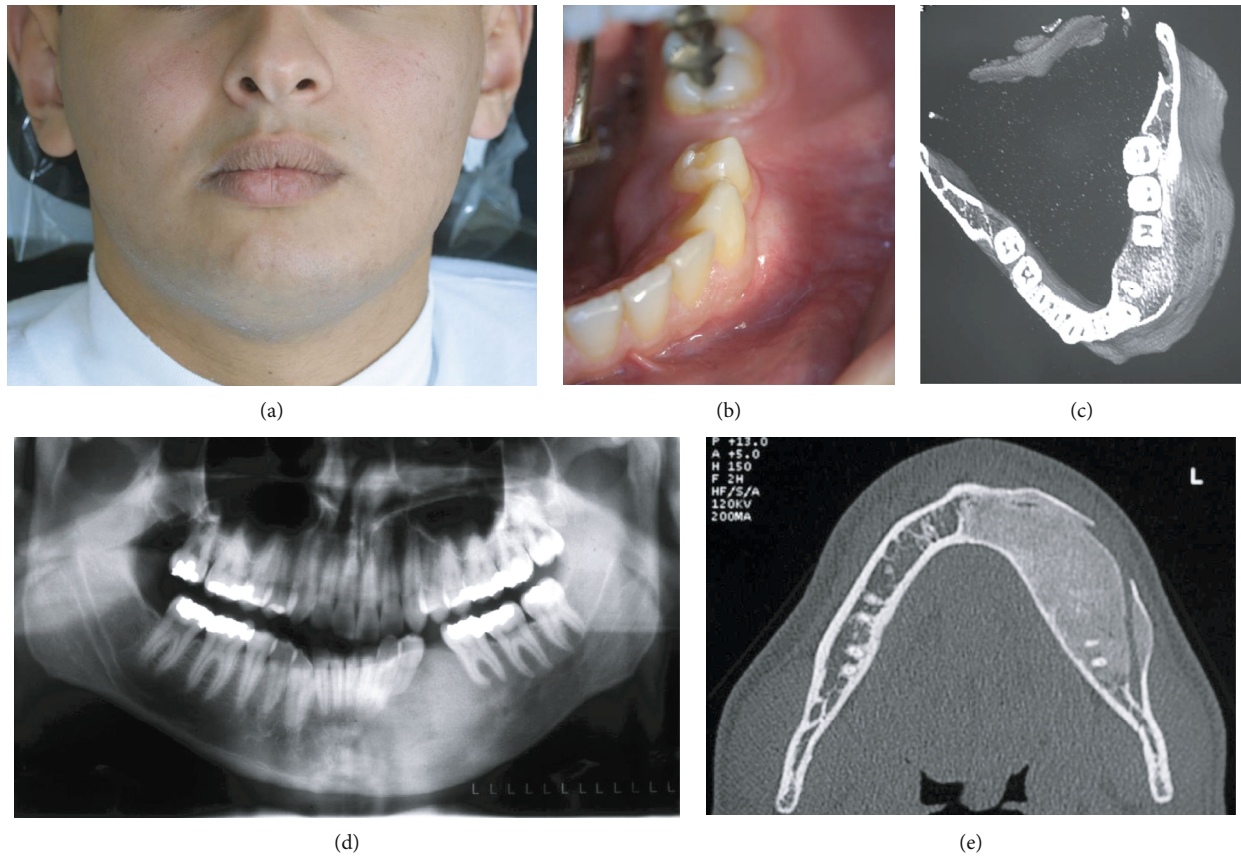 (a)
(b)
(c)
L L L L L L L L L L L L L
(d)
P +13.0
A +5.0
H 150
F 2H
HF/S/A
120KV
200MA
L
(e)